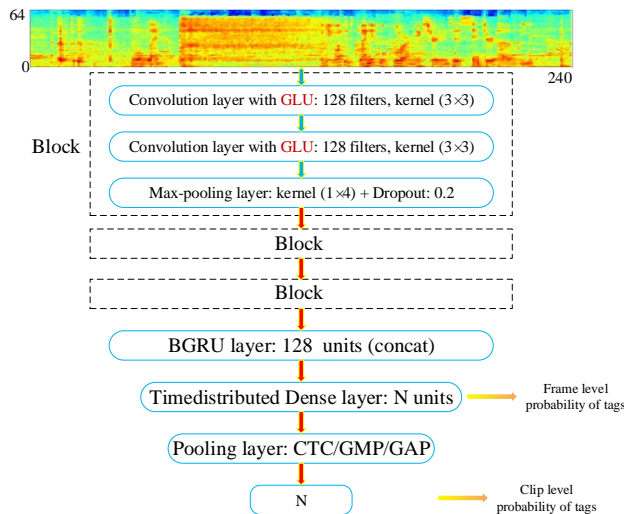 64
0
240
Block
Convolution layer with GLU: 128 filters, kernel (3×3)
Convolution layer with GLU: 128 filters, kernel (3×3)
Max-pooling layer: kernel (1×4) + Dropout: 0.2
Block
Block
BGRU layer: 128 units (concat)
Timedistributed Dense layer: N units
Frame level
probability of tags
Pooling layer: CTC/GMP/GAP
N
Clip level
probability of tags